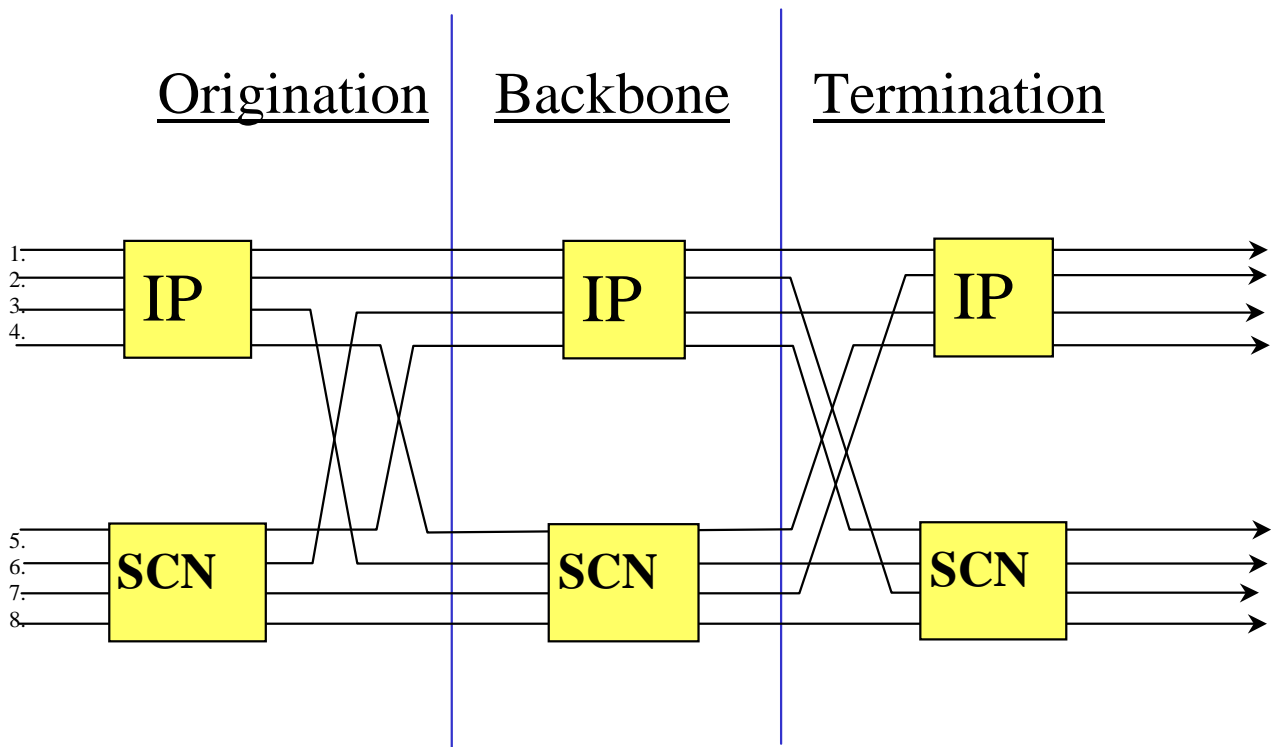 Origination Backbone Termination
1.
2.
3.
4.
IP IP IP
5.
6.
7.
8.
SCN SCN SCN